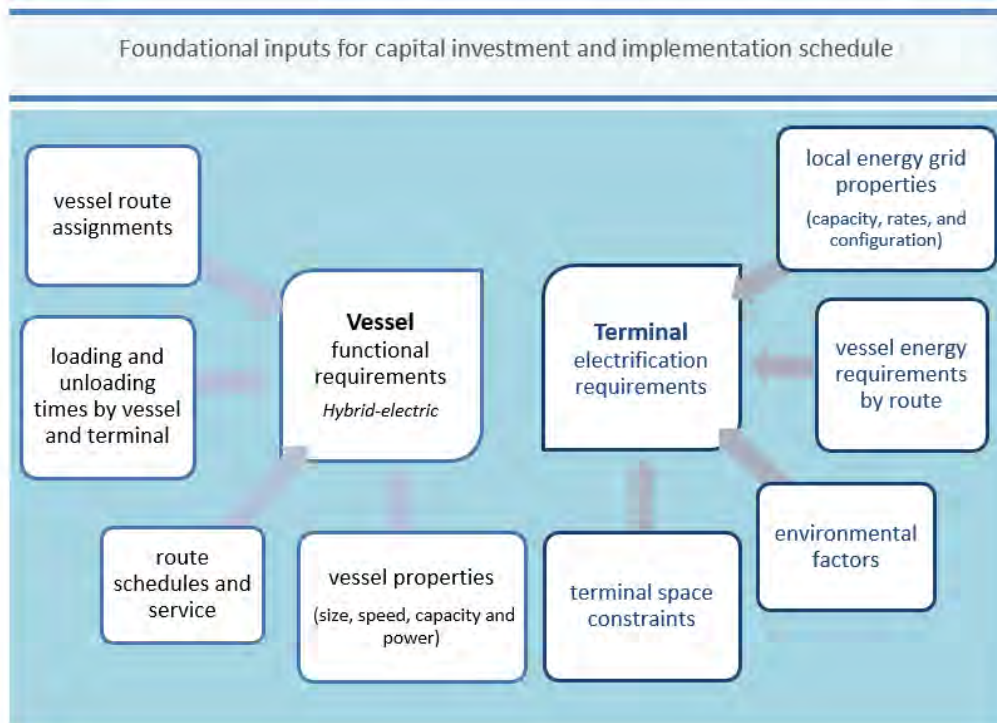 Foundational inputs for capital investment and implementation schedule
vessel route
assignments
loading and
unloading
times by vessel
and terminal
route
schedules and
service
vessel properties
(size, speed, capacity and
power)
Vessel
functional
requirements
Hybrid-electric
Terminal
electrification
requirements
local energy grid
properties
(capacity, rates, and
configuration)
vessel energy
requirements
by route
environmental
factors
terminal space
constraints